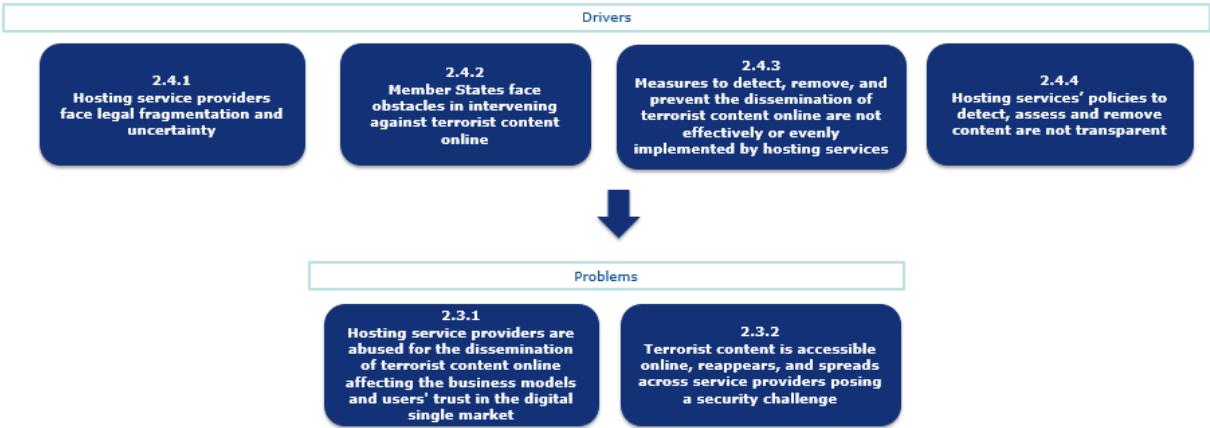 Drivers
2.4.1
Hosting service providers
face legal fragmentation and
uncertainty
2.4.2
Member States face
obstacles in intervening
against terrorist content
online
2.4.3
Measures to detect, remove, and
prevent the dissemination of
terrorist content online are not
effectively or evenly
implemented by hosting services
2.4.4
Hosting services’ policies to
detect, assess and remove
content are not transparent
Problems
2.3.1
Hosting service providers are
abused for the dissemination
of terrorist content online
affecting the business models
and users' trust in the digital
single market
2.3.2
Terrorist content is accessible
online, reappears, and spreads
across service providers posing
a security challenge